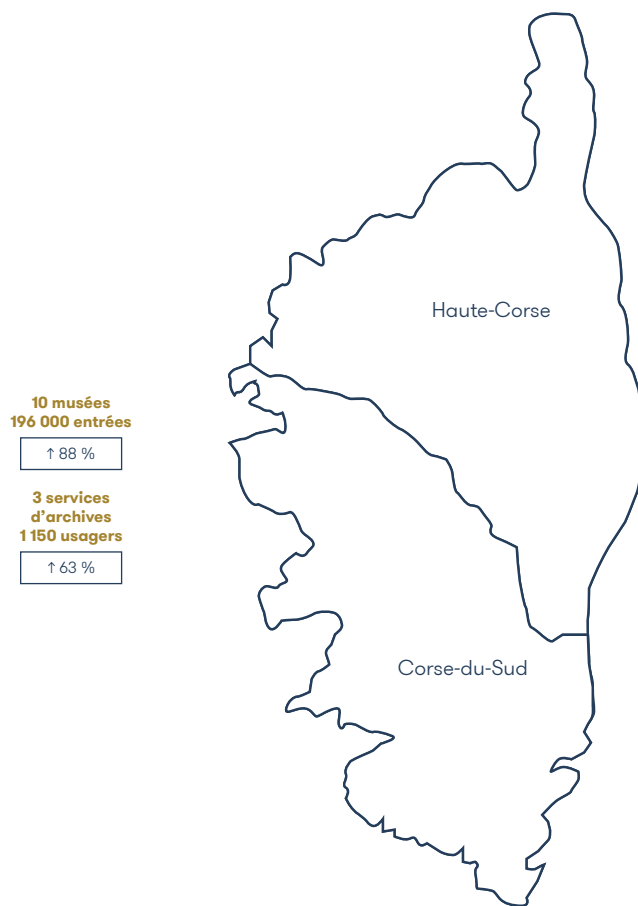 Haute-Corse
10 musées
196 000 entrées
↑ 88 %
3 services
d'archives
1 150 usagers
↑ 63 %
Corse-du-Sud